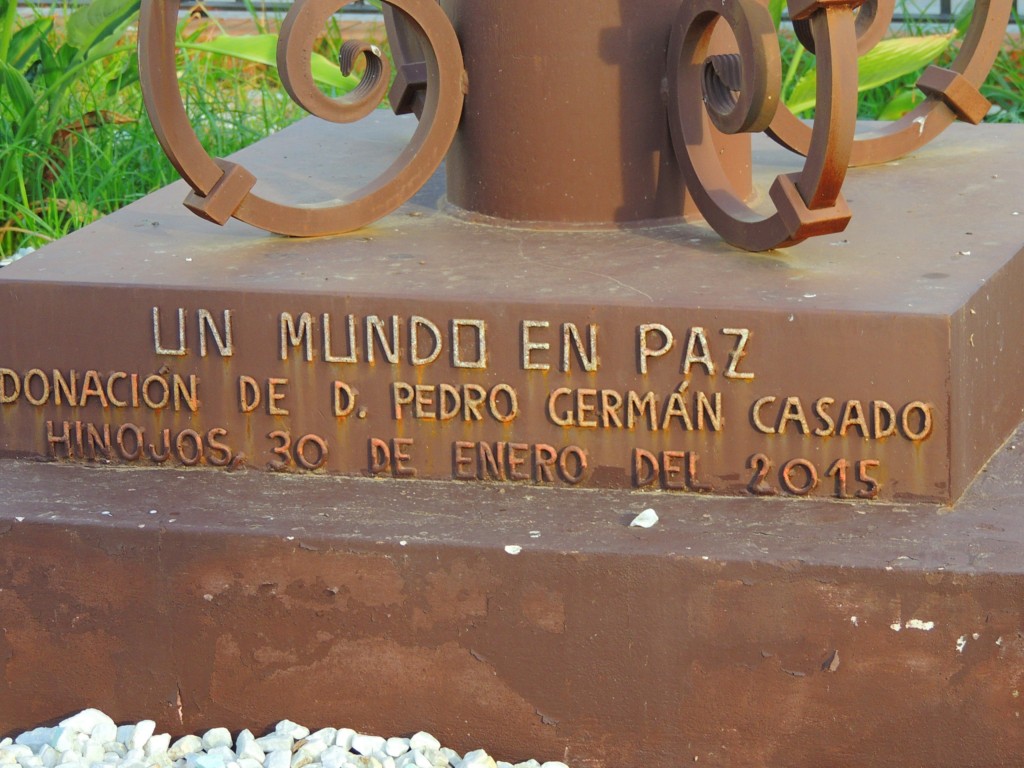 UN MUNDO EN PAZ
DONACIÓN DE D. PEDRO GERMÁN CASADO
HINOJOS. 30 DE ENERO DEL 2015